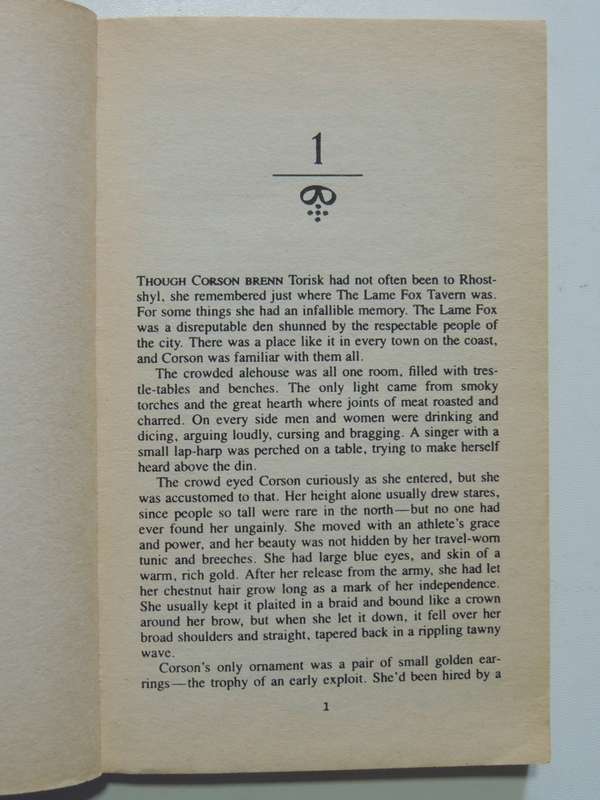 1
THOUGH CORSON BRENN Torisk had not often been to Rhost-
shyl, she remembered just where The Lame Fox Tavern was.
For some things she had an infallible memory. The Lame Fox
was a disreputable den shunned by the respectable people of
the city. There was a place like it in every town on the coast,
and Corson was familiar with them all.
The crowded alehouse was all one room, filled with tres-
tle-tables and benches. The only light came from smoky
torches and the great hearth where joints of meat roasted and
charred. On every side men and women were drinking and
dicing, arguing loudly, cursing and bragging. A singer with a
small lap-harp was perched on a table, trying to make herself
heard above the din.
The crowd eyed Corson curiously as she entered, but she
was accustomed to that. Her height alone usually drew stares,
since people so tall were rare in the north—but no one had
ever found her ungainly. She moved with an athlete's grace
and power, and her beauty was not hidden by her travel-worn
tunic and breeches. She had large blue eyes, and skin of a
warm, rich gold. After her release from the army, she had let
her chestnut hair grow long as a mark of her independence.
She usually kept it plaited in a braid and bound like a crown
around her brow, but when she let it down, it fell over her
broad shoulders and straight, tapered back in a rippling tawny
wave.
Corson's only ornament was a pair of small golden ear-
rings—the trophy of an early exploit. She'd been hired by a
1